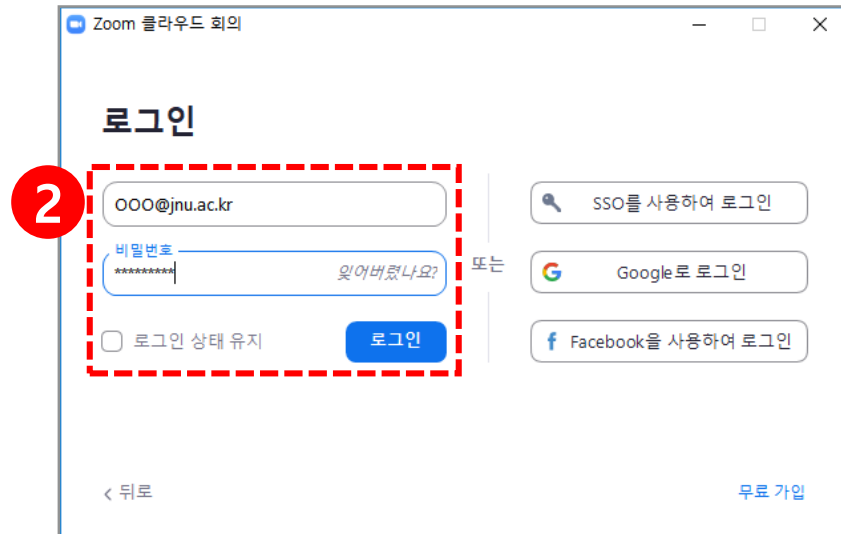 Zoom 클라우드 회의
로그인
2
OOO@jnu.ac.kr
비밀번호
*********
잊어버렸나요?
로그인 상태 유지
로그인
또는
SSO를 사용하여 로그인
Google로 로그인
Facebook을 사용하여 로그인
뒤로
무료 가입